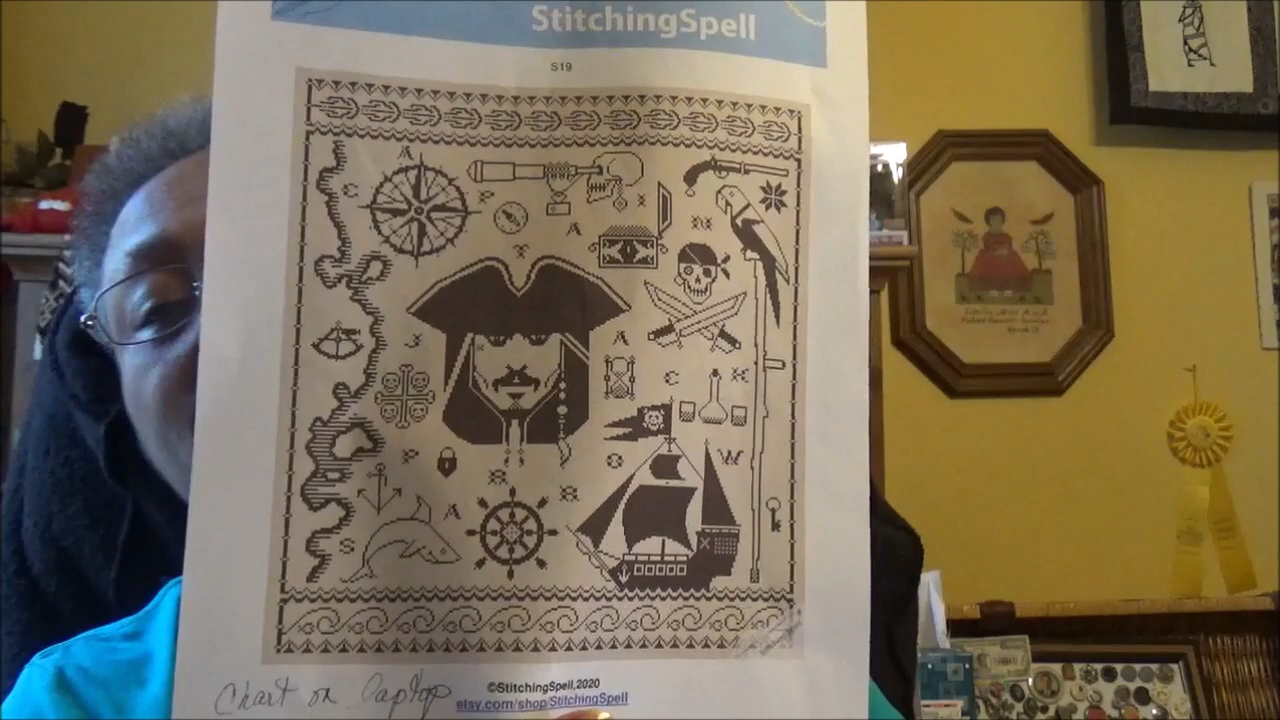 StitchingSpell
S19
A
C
P
X
A
J
A
C
P
O
W
A
S
Chart on Laptop
©StitchingSpell,2020
etsy.com/shop/StitchingSpell